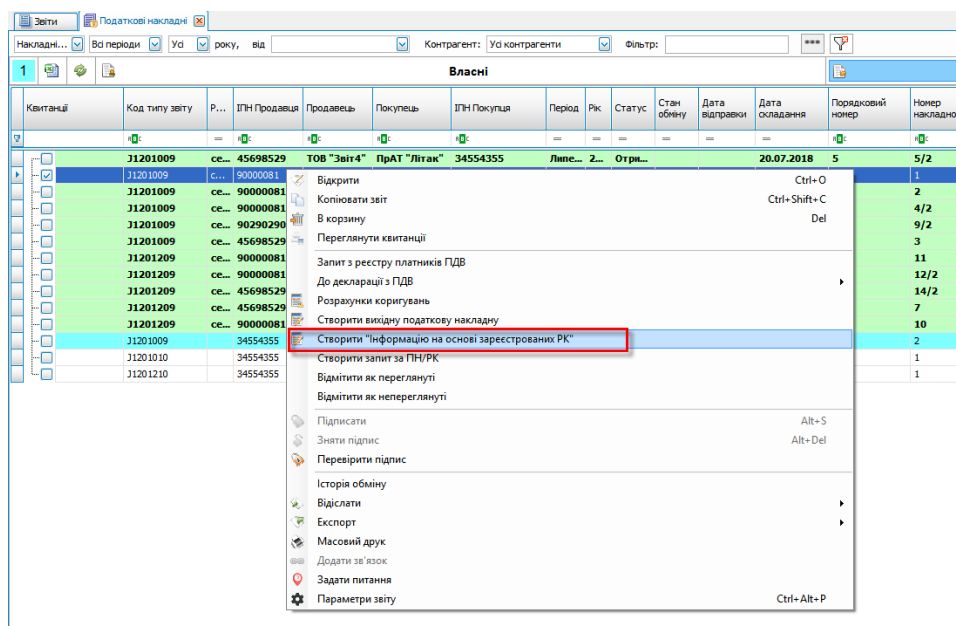 Звіти Податкові накладні
Накладні... Всі періоди Усі року, від Контрагент: Усі контрагенти Фільтр:
1 Власні
Квитанції Код типу звіту Р... ІПН Продавця Продавець Покупець ІПН Покупця Період Рік Статус Стан обміну Дата відправки Дата складання Порядковий номер Номер накладно
J1201009 се... 45698529 ТОВ "Звіт4" ПрАТ "Літак" 34554355 Липе... 2... Отри... 20.07.2018 5 5/2
J1201009 с... 90000081 1
J1201009 се... 90000081 2
J1201009 се... 90000081 4/2
J1201009 се... 90290290 9/2
J1201009 се... 45698529 3
J1201209 се... 90000081 11
J1201209 се... 90000081 12/2
J1201209 се... 45698529 14/2
J1201209 се... 45698529 7
J1201209 се... 90000081 10
J1201009 34554355 2
J1201010 34554355 1
J1201210 34554355 1
Відкрити Ctrl+O
Копіювати звіт Ctrl+Shift+C
В корзину Del
Переглянути квитанції
Запит з реєстру платників ПДВ
До декларації з ПДВ
Розрахунки коригувань
Створити вихідну податкову накладну
Створити "Інформацію на основі зареєстрованих РК"
Створити запит за ПН/РК
Відмітити як переглянуті
Відмітити як непереглянуті
Підписати Alt+S
Зняти підпис Alt+Del
Перевірити підпис
Історія обміну
Відіслати
Експорт
Масовий друк
Додати зв'язок
Задати питання
Параметри звіту Ctrl+Alt+P